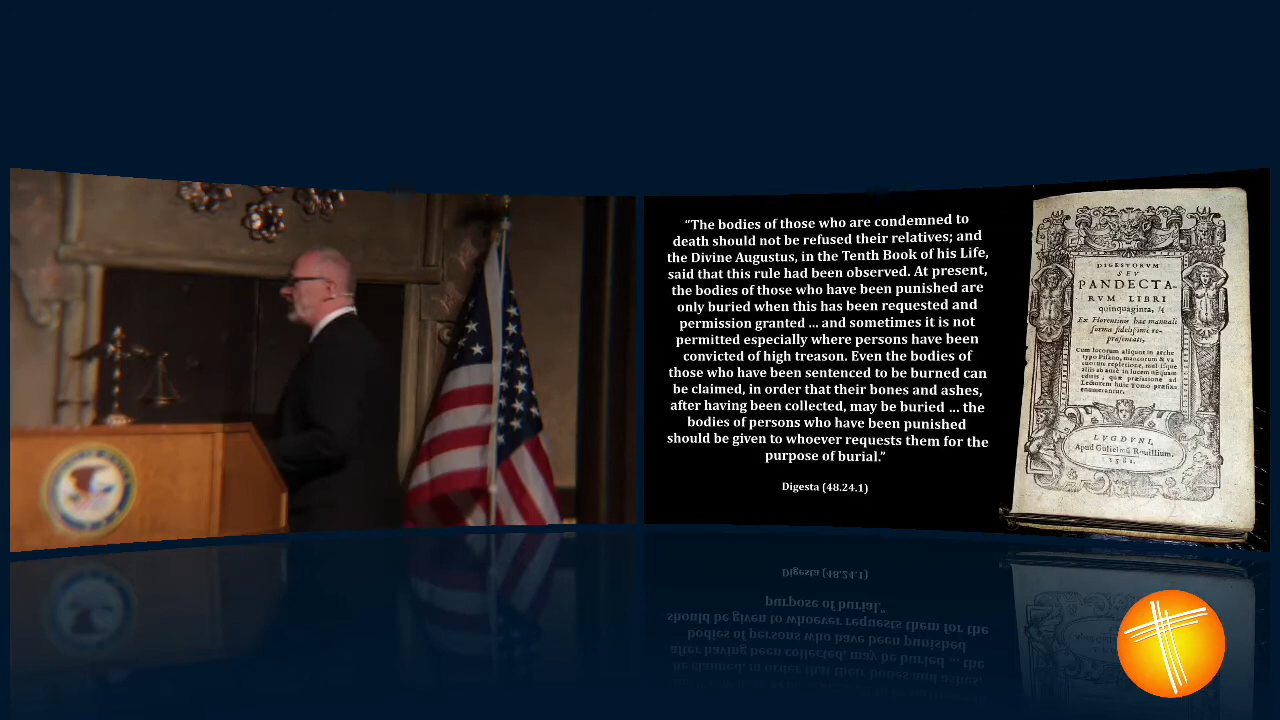 “The bodies of those who are condemned to
death should not be refused their relatives; and
the Divine Augustus, in the Tenth Book of his Life,
said that this rule had been observed. At present,
the bodies of those who have been punished are
only buried when this has been requested and
permission granted ... and sometimes it is not
permitted especially where persons have been
convicted of high treason. Even the bodies of
those who have been sentenced to be burned can
be claimed, in order that their bones and ashes,
after having been collected, may be buried ... the
bodies of persons who have been punished
should be given to whoever requests them for the
purpose of burial.”
Digesta (48.24.1)
DIGESTORVM
SEV
PANDECTA-
RVM LIBRI
quinquaginta,
Ex Florentinis hac manuali
forma fidelissimè re-
præsentati,
LVGDVNI,
Apud Gulielmū Rouillium.
1581.